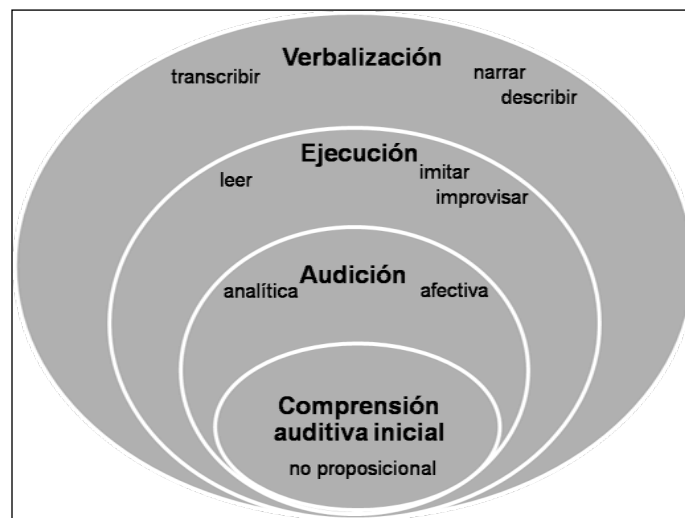 Verbalización
transcribir
narrar
describir
Ejecución
leer
imitar
improvisar
Audición
analítica
afectiva
Comprensión
auditiva inicial
no proposicional